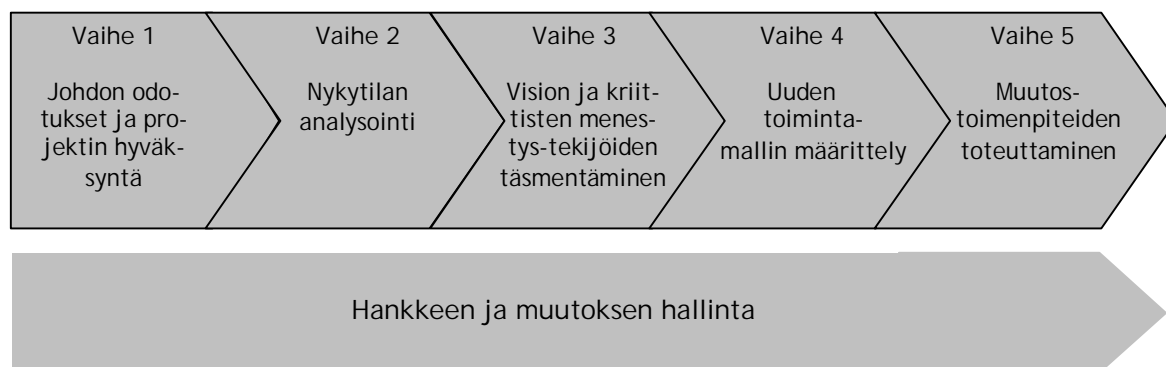 Vaihe 1
Johdon odo-
tukset ja pro-
jektin hyväk-
syntä
Vaihe 2
Nykytilan
analysointi
Vaihe 3
Vision ja kriit-
tisten menes-
tys-tekijöiden
täsmentäminen
Vaihe 4
Uuden
toiminta-
mallin määrittely
Vaihe 5
Muutos-
toimenpiteiden
toteuttaminen
Hankkeen ja muutoksen hallinta